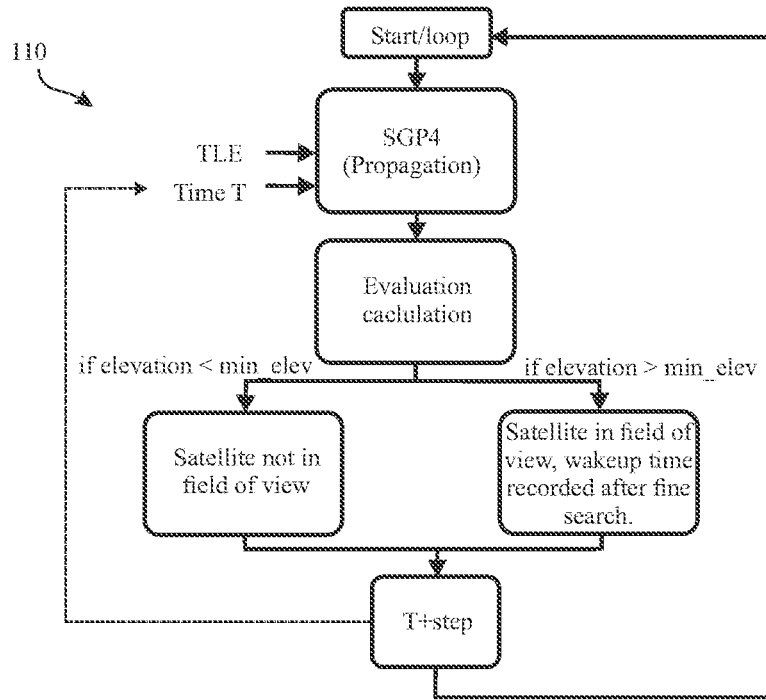 Start/loop
110
SGP4
(Propagation)
TLE
Time T
Evaluation
caclulation
if elevation < min_elev
if elevation > min_elev
Satellite not in
field of view
Satellite in field of
view, wakeup time
recorded after fine
search.
T+step